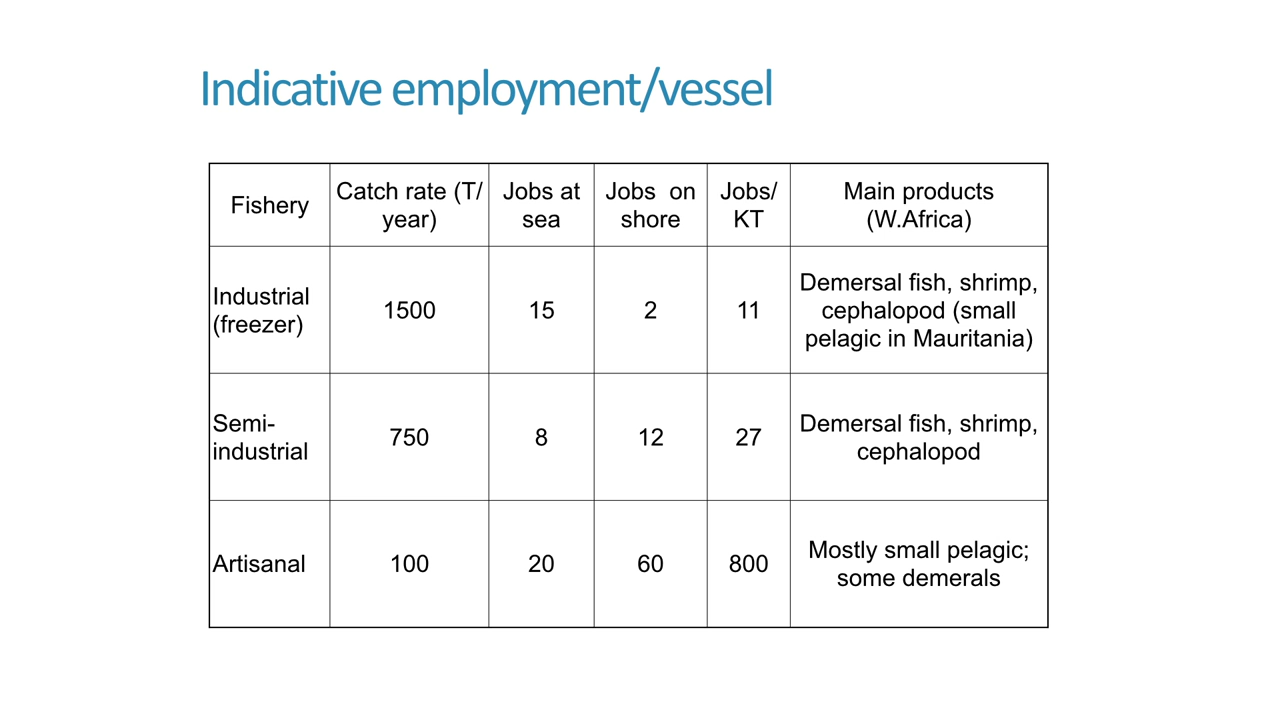 Indicative employment/vessel
Fishery
Catch rate (T/
year)
Jobs at
sea
Jobs on
shore
Jobs/
KT
Main products
(W.Africa)
Industrial
(freezer)
1500
15
2
11
Demersal fish, shrimp,
cephalopod (small
pelagic in Mauritania)
Semi-
industrial
750
8
12
27
Demersal fish, shrimp,
cephalopod
Artisanal
100
20
60
800
Mostly small pelagic;
some demerals